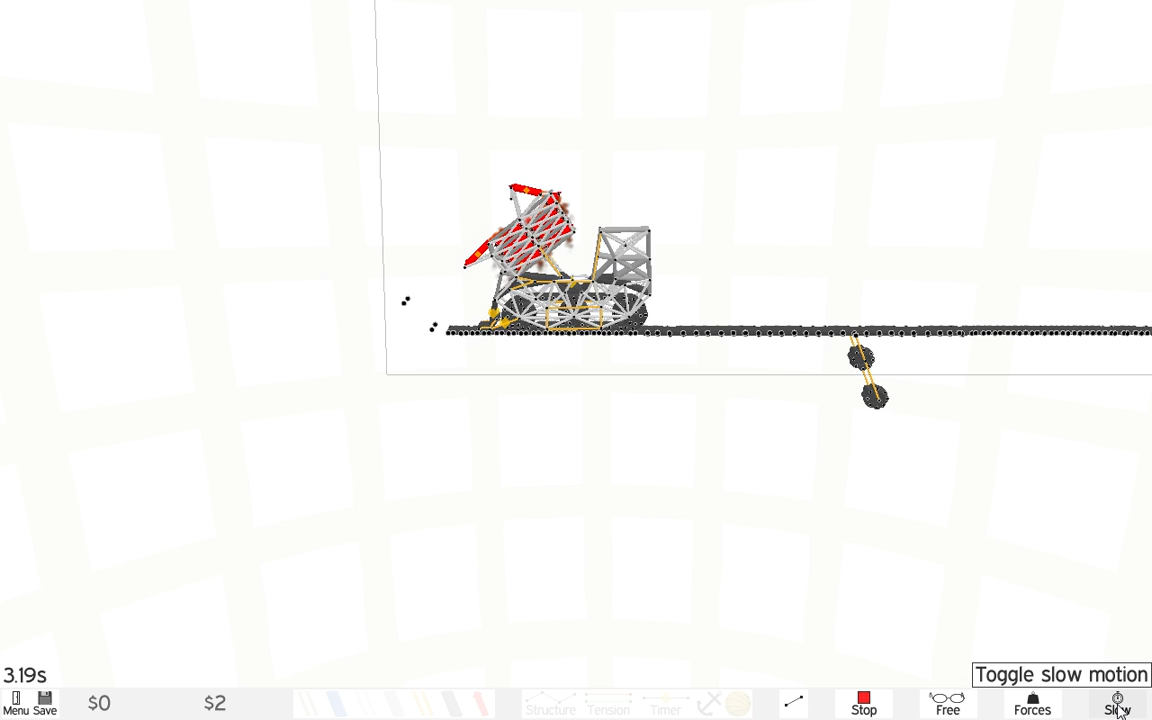 3.19s
Toggle slow motion
Menu Save $0 $2 Structure Tension Timer Stop Free Forces Slow